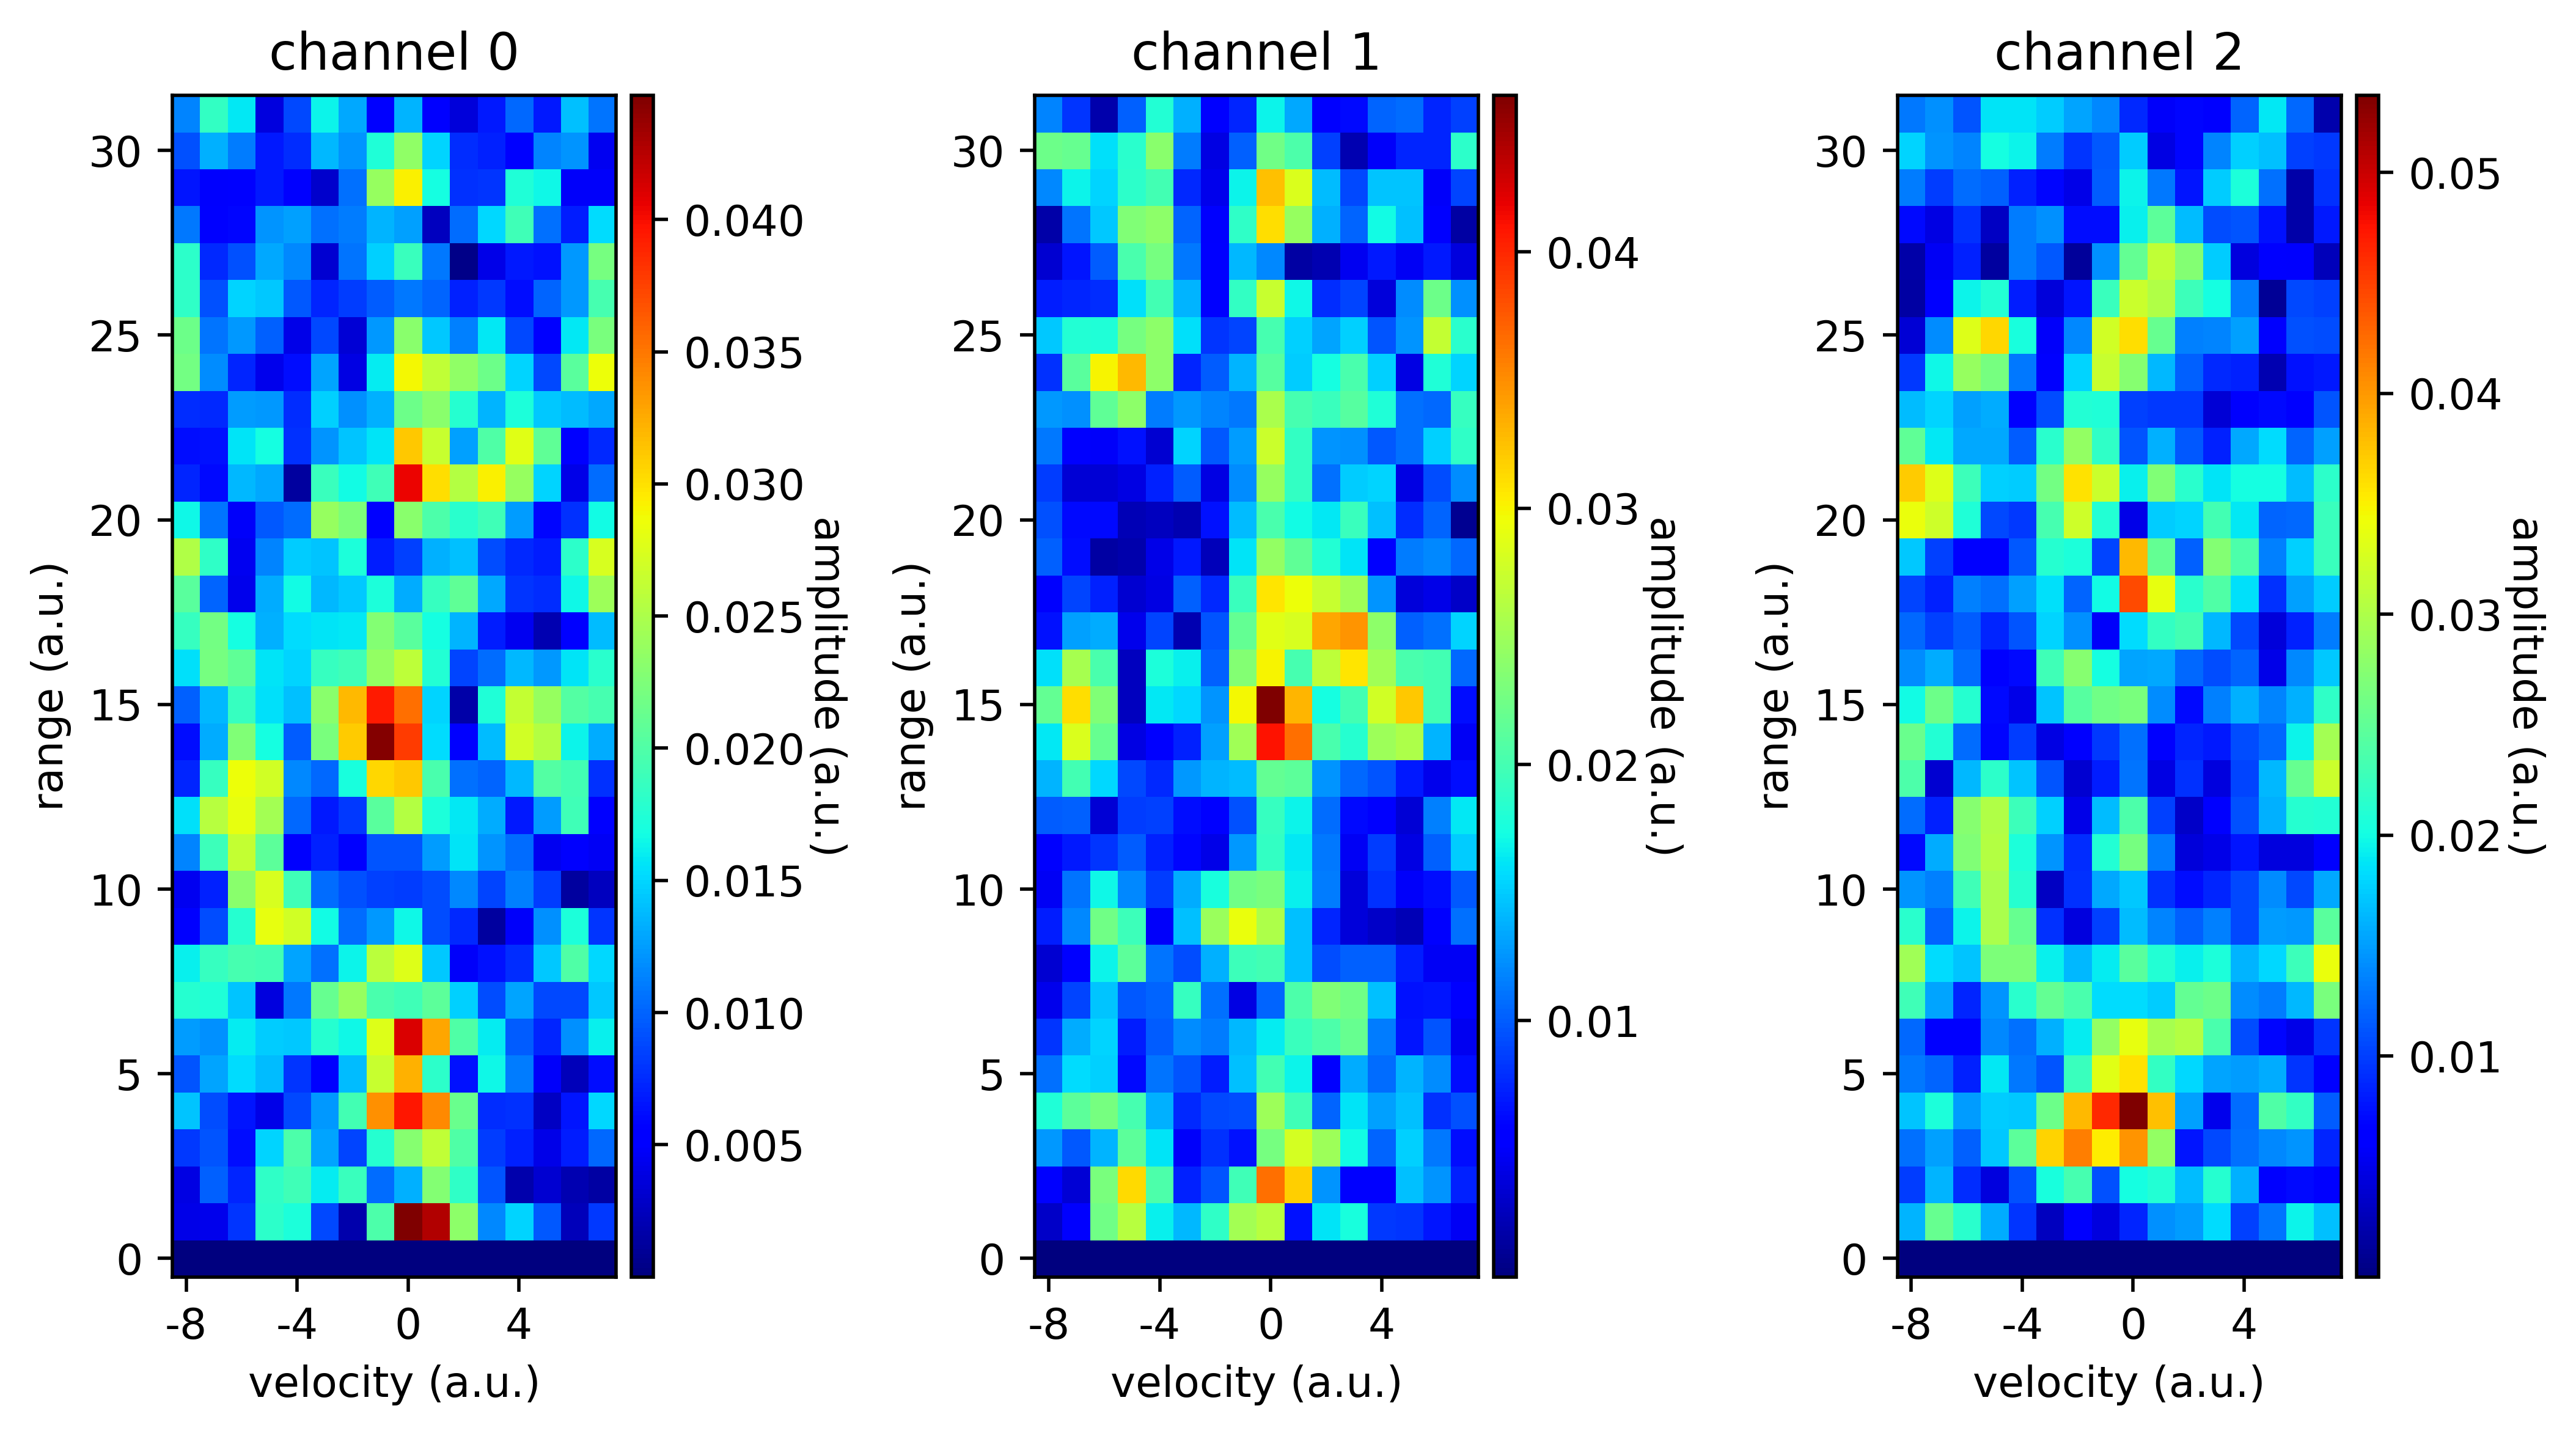 channel 0
channel 1
channel 2
30
25
20
15
10
5
0
range (a.u.)
-8 -4 0 4
velocity (a.u.)
0.040
0.035
0.030
0.025
0.020
0.015
0.010
0.005
amplitude (a.u.)
30
25
20
15
10
5
0
range (a.u.)
-8 -4 0 4
velocity (a.u.)
0.04
0.03
0.02
0.01
amplitude (a.u.)
30
25
20
15
10
5
0
range (a.u.)
-8 -4 0 4
velocity (a.u.)
0.05
0.04
0.03
0.02
0.01
amplitude (a.u.)